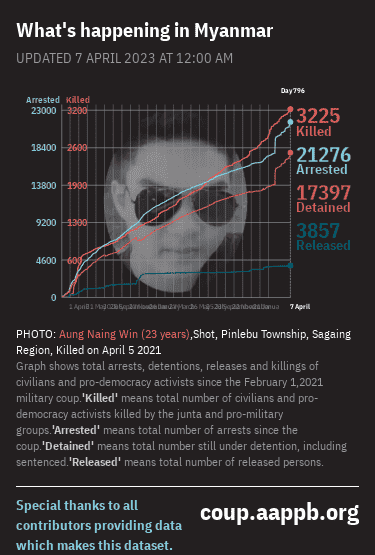 What's happening in Myanmar
UPDATED 7 APRIL 2023 AT 12:00 AM
Day796
Arrested Killed
23000 3200
3225
Killed
18400 2600
21276
Arrested
13800 1900
17397
Detained
9200 1300
3857
Released
4600 600
0
7 April
PHOTO: Aung Naing Win (23 years),Shot, Pinlebu Township, Sagaing
Region, Killed on April 5 2021
Graph shows total arrests, detentions, releases and killings of
civilians and pro-democracy activists since the February 1,2021
military coup.'Killed' means total number of civilians and pro-
democracy activists killed by the junta and pro-military
groups.'Arrested' means total number of arrests since the
coup.'Detained' means total number still under detention, including
sentenced.'Released' means total number of released persons.
Special thanks to all
contributors providing data
which makes this dataset.
coup.aappb.org